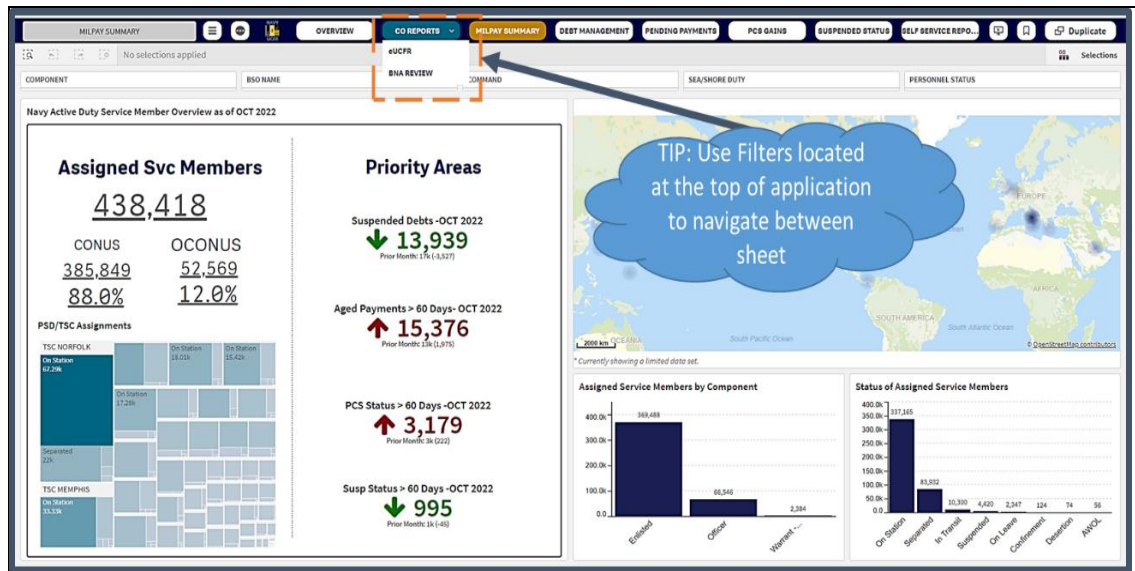 MILPAY SUMMARY
OVERVIEW
CO REPORTS
MILPAY SUMMARY
DEBT MANAGEMENT
PENDING PAYMENTS
PCS GAINS
SUSPENDED STATUS
SELF SERVICE REPO...
Duplicate
No selections applied
eUCFR
BNA REVIEW
Selections
COMPONENT
BSO NAME
COMMAND
SEA/SHORE DUTY
PERSONNEL STATUS
Navy Active Duty Service Member Overview as of OCT 2022
Assigned Svc Members
438,418
CONUS OCONUS
385,849 52,569
88.0% 12.0%
PSD/TSC Assignments
TSC NORFOLK
On Station
67.29k
On Station
18.01k
On Station
15.42k
On Station
17.28k
Separated
22k
TSC MEMPHIS
On Station
33.33k
Priority Areas
Suspended Debts -OCT 2022
13,939
Prior Month: 17k (-3,527)
Aged Payments > 60 Days- OCT 2022
15,376
Prior Month: 13k (1,975)
PCS Status > 60 Days -OCT 2022
3,179
Prior Month: 3k (222)
Susp Status > 60 Days -OCT 2022
995
Prior Month: 1k (-45)
TIP: Use Filters located
at the top of application
to navigate between
sheet
EUROPE
AFRICA
SOUTH AMERICA
OCEANIA
South Pacific Ocean
South Atlantic Ocean
2000 km
© OpenStreetMap contributors
* Currently showing a limited data set.
Assigned Service Members by Component
400.0k
300.0k
200.0k
100.0k
0.0
369,488
66,546
2,384
Enlisted
Officer
Warrant -...
Status of Assigned Service Members
400.0k
350.0k
300.0k
250.0k
200.0k
150.0k
100.0k
50.0k
0.0
337,165
83,932
10,300
4,420
2,347
124
74
56
On Station
Separated
In Transit
Suspended
On Leave
Confinement
Desertion
AWOL